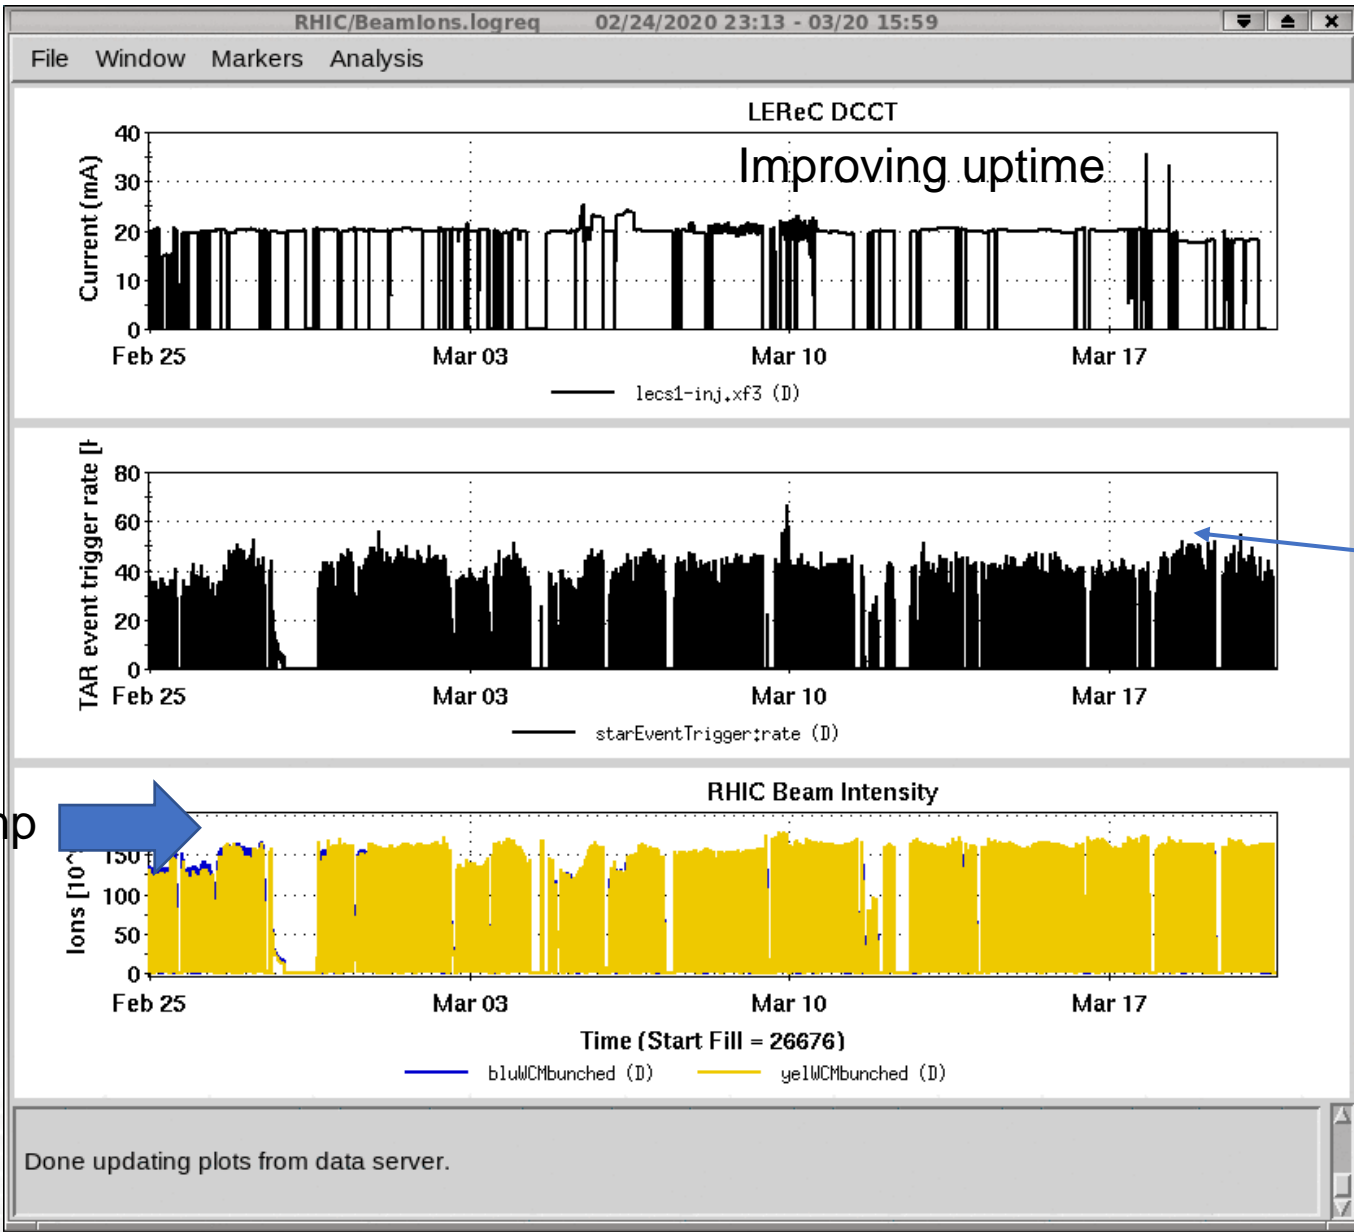 RHIC/BeamIons.logreq 02/24/2020 23:13 - 03/20 15:59
File Window Markers Analysis
LEReC DCCT
Improving uptime
Current (mA)
40
30
20
10
0
Feb 25 Mar 03 Mar 10 Mar 17
lecs1-inj.xf3 (D)
TAR event trigger rate
80
60
40
20
0
Feb 25 Mar 03 Mar 10 Mar 17
starEventTrigger:rate (D)
RHIC Beam Intensity
Ions [10^
150
100
50
0
Feb 25 Mar 03 Mar 10 Mar 17
Time (Start Fill = 26676)
bluWCMbunched (D) yelWCMbunched (D)
Done updating plots from data server.